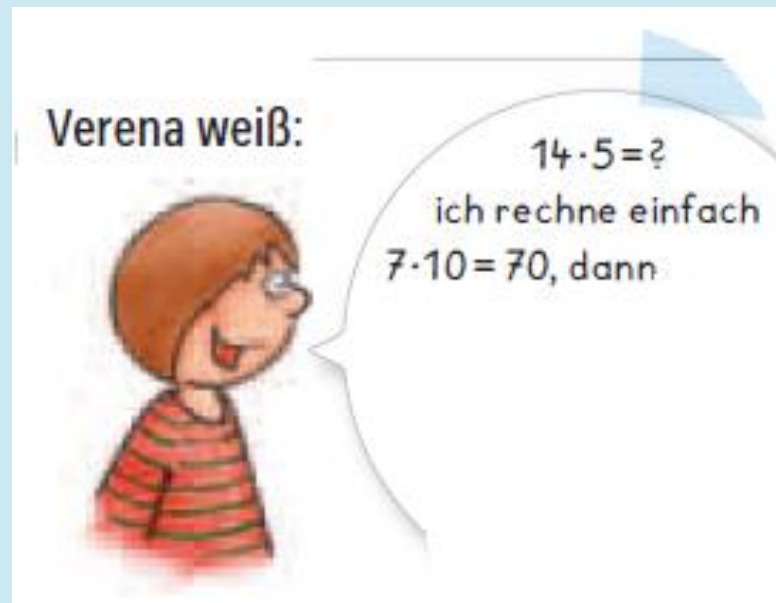 Verena weiß:
14·5=?
ich rechne einfach
7·10=70, dann